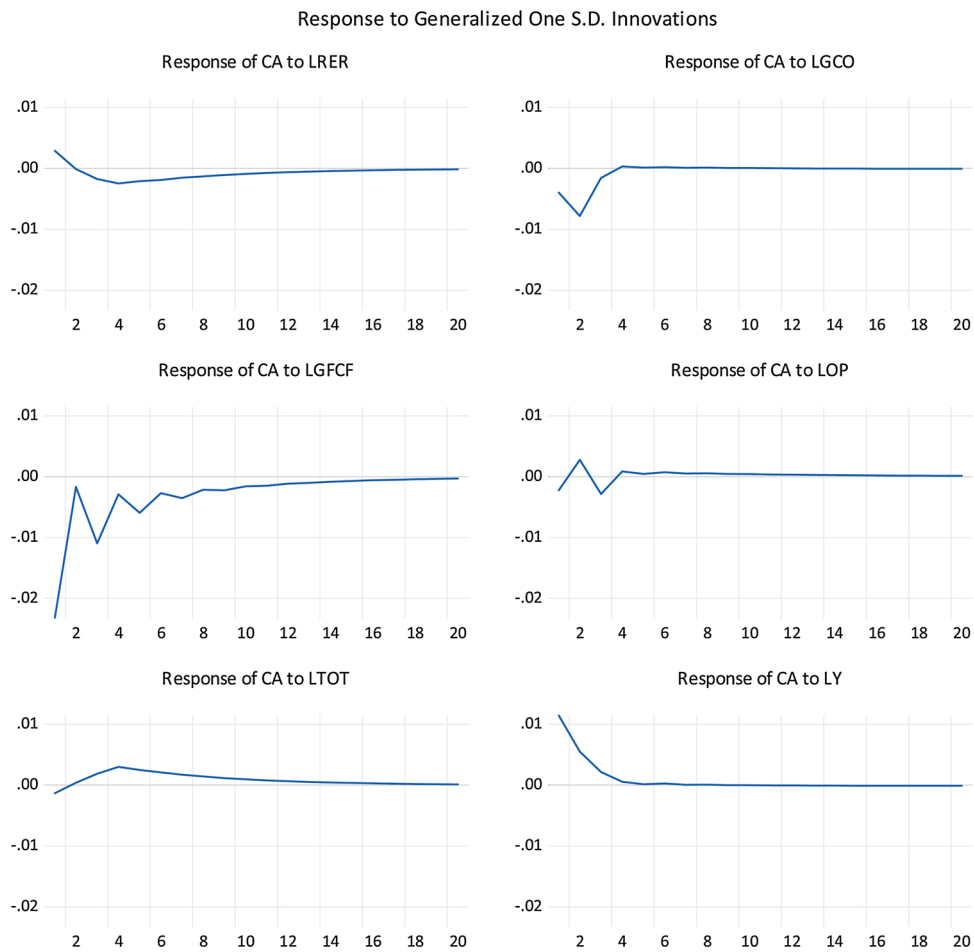 Response to Generalized One S.D. Innovations
Response of CA to LRER
.01
.00
-.01
-.02
2 4 6 8 10 12 14 16 18 20
Response of CA to LGCO
.01
.00
-.01
-.02
2 4 6 8 10 12 14 16 18 20
Response of CA to LGFCF
.01
.00
-.01
-.02
2 4 6 8 10 12 14 16 18 20
Response of CA to LOP
.01
.00
-.01
-.02
2 4 6 8 10 12 14 16 18 20
Response of CA to LTOT
.01
.00
-.01
-.02
2 4 6 8 10 12 14 16 18 20
Response of CA to LY
.01
.00
-.01
-.02
2 4 6 8 10 12 14 16 18 20